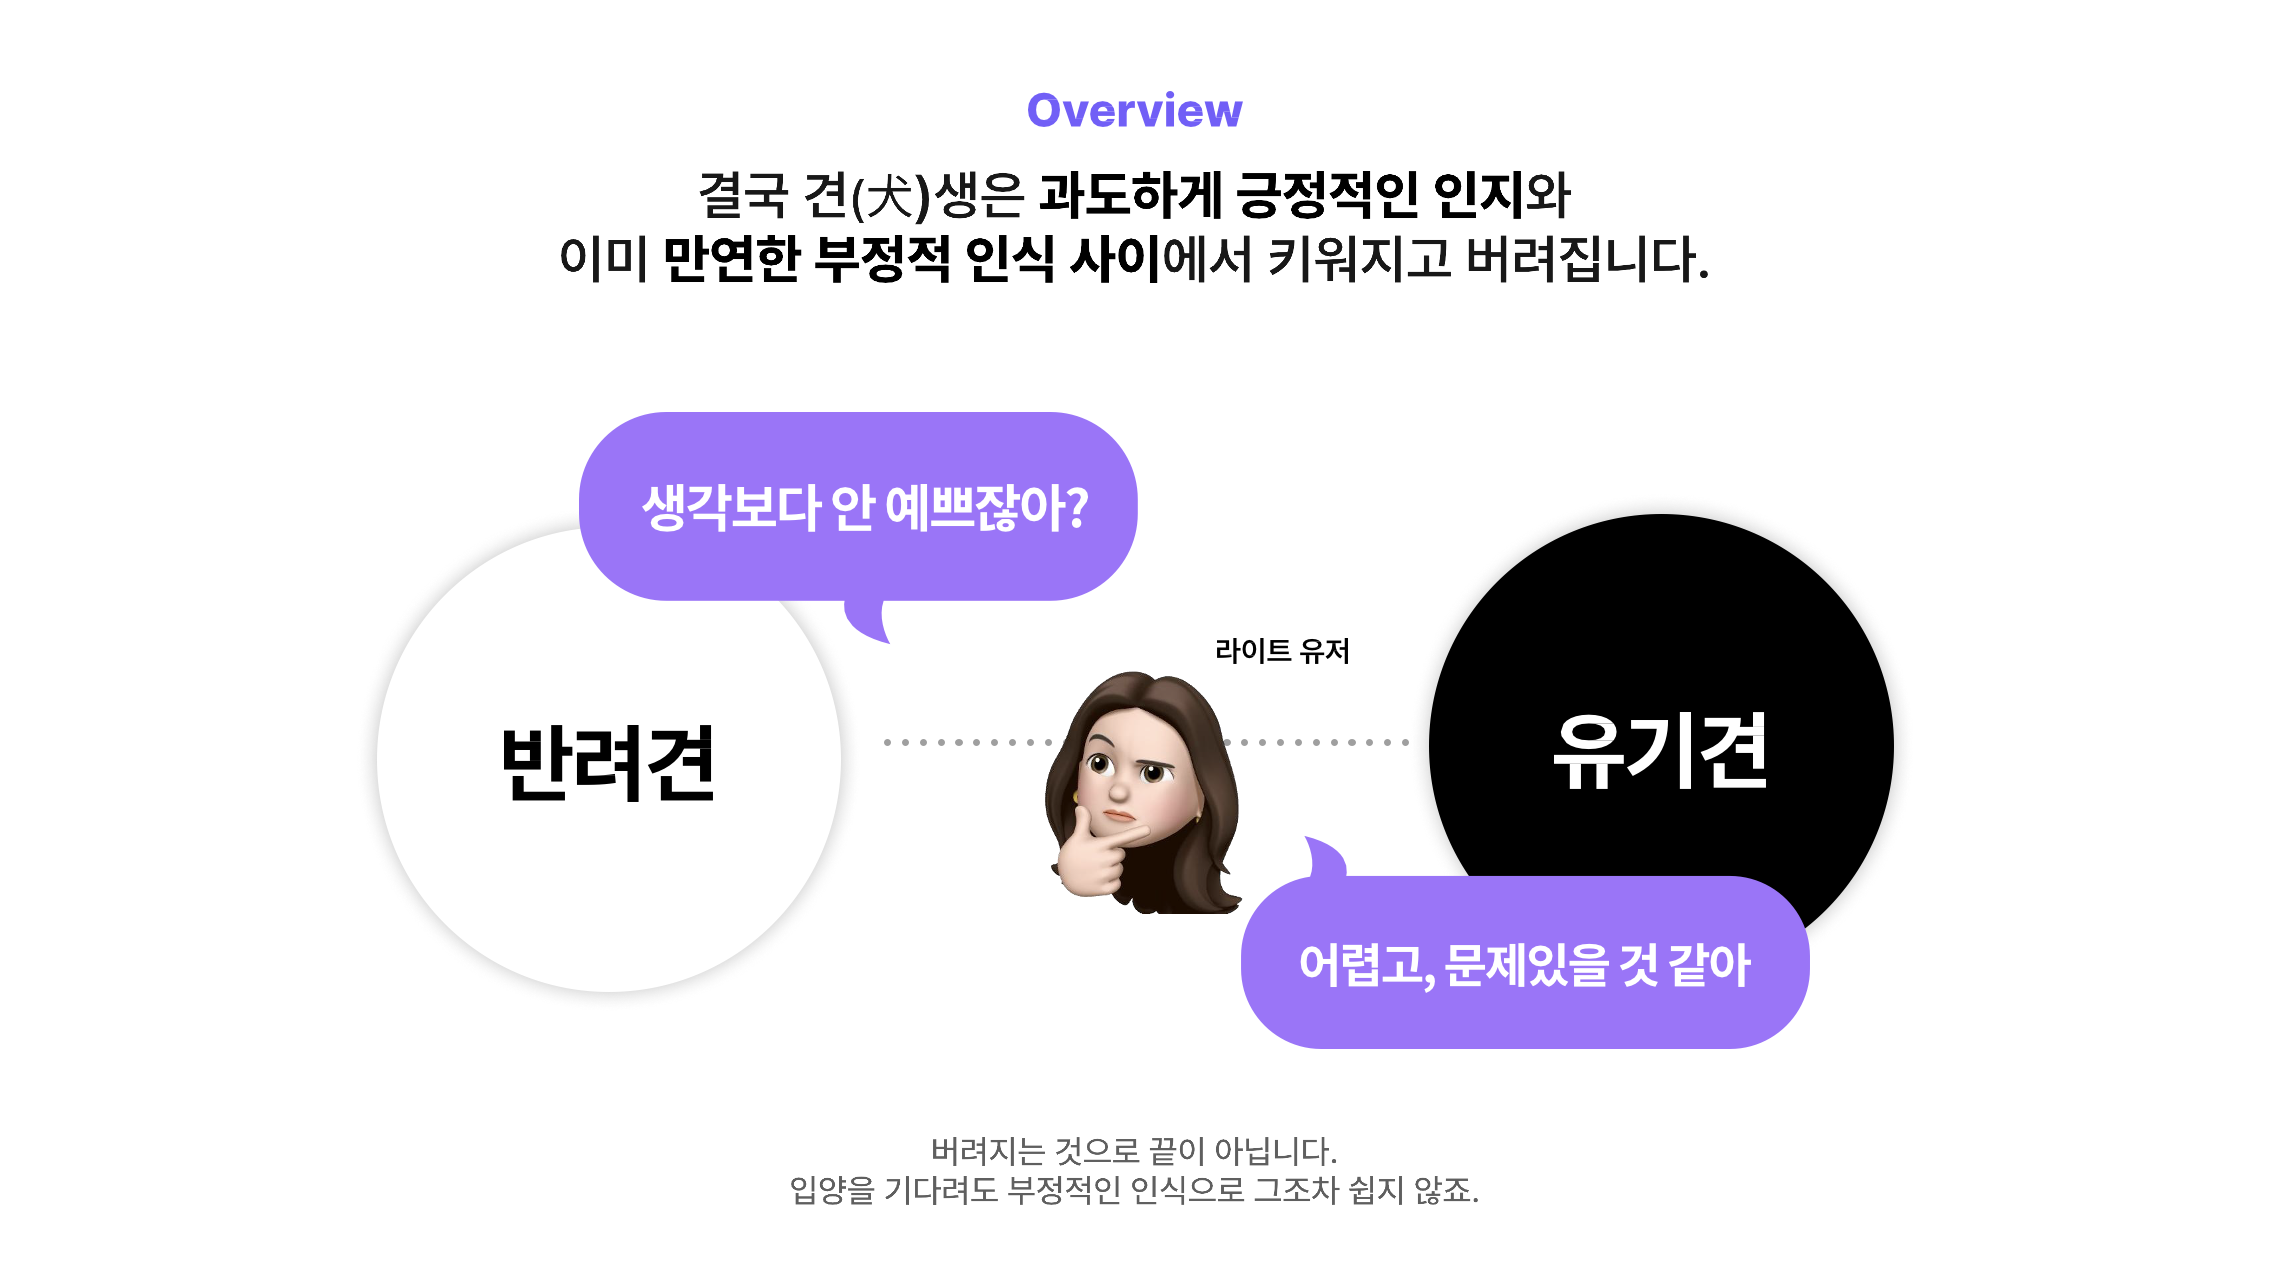 Overview
결국 견(犬)생은 과도하게 긍정적인 인지와
이미 만연한 부정적 인식 사이에서 키워지고 버려집니다.
생각보다 안 예쁘잖아?
라이트 유저
반려견
유기견
어렵고, 문제있을 것 같아
버려지는 것으로 끝이 아닙니다.
입양을 기다려도 부정적인 인식으로 그조차 쉽지 않죠.